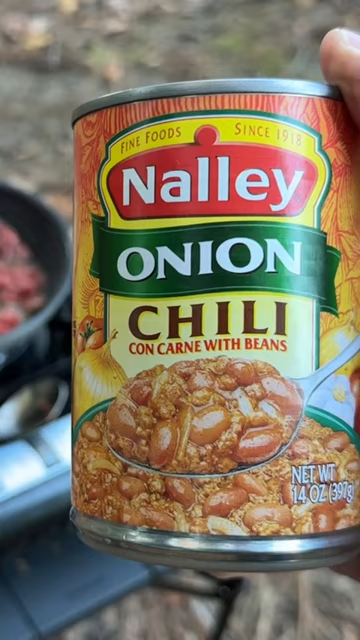 FINE FOODS SINCE 1918
Nalley
ONION
CHILI
CON CARNE WITH BEANS
NET WT
14 OZ (397g)